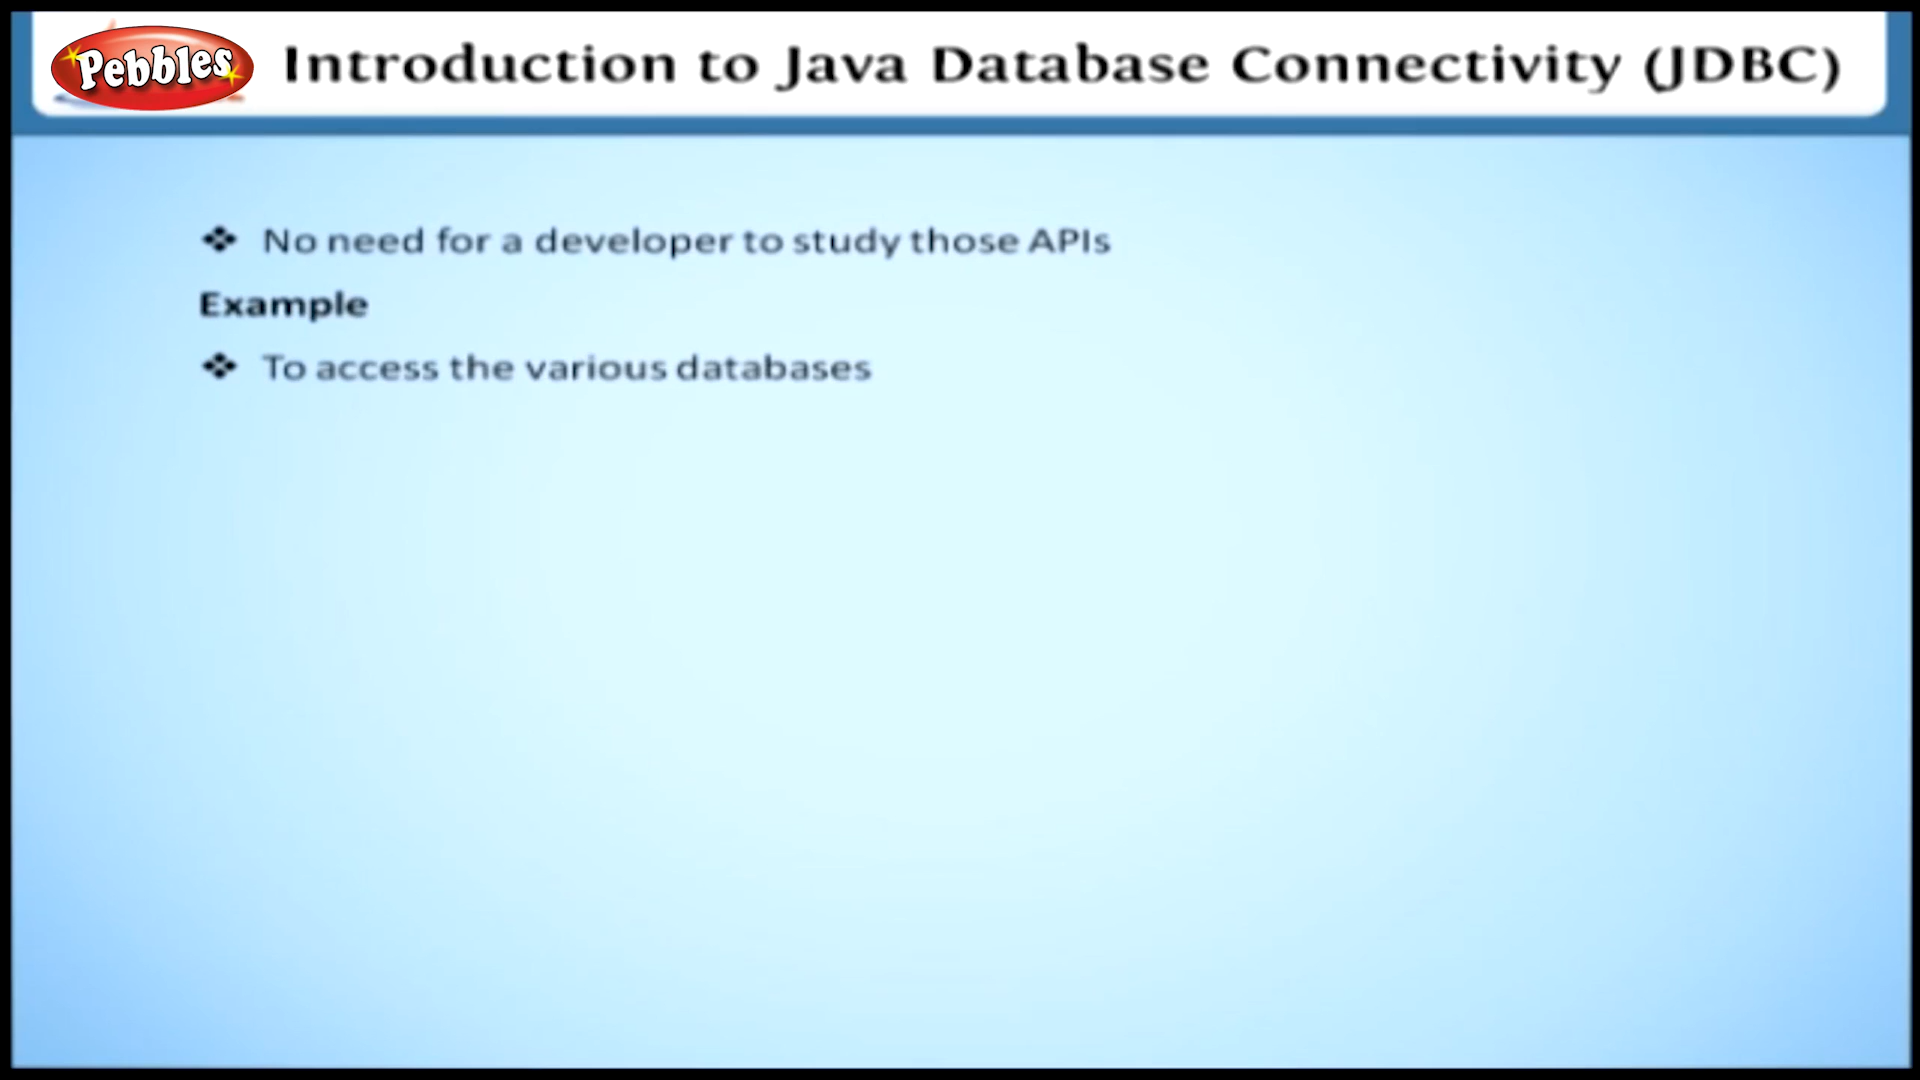 Pebbles
Introduction to Java Database Connectivity (JDBC)
No need for a developer to study those APIs
Example
To access the various databases